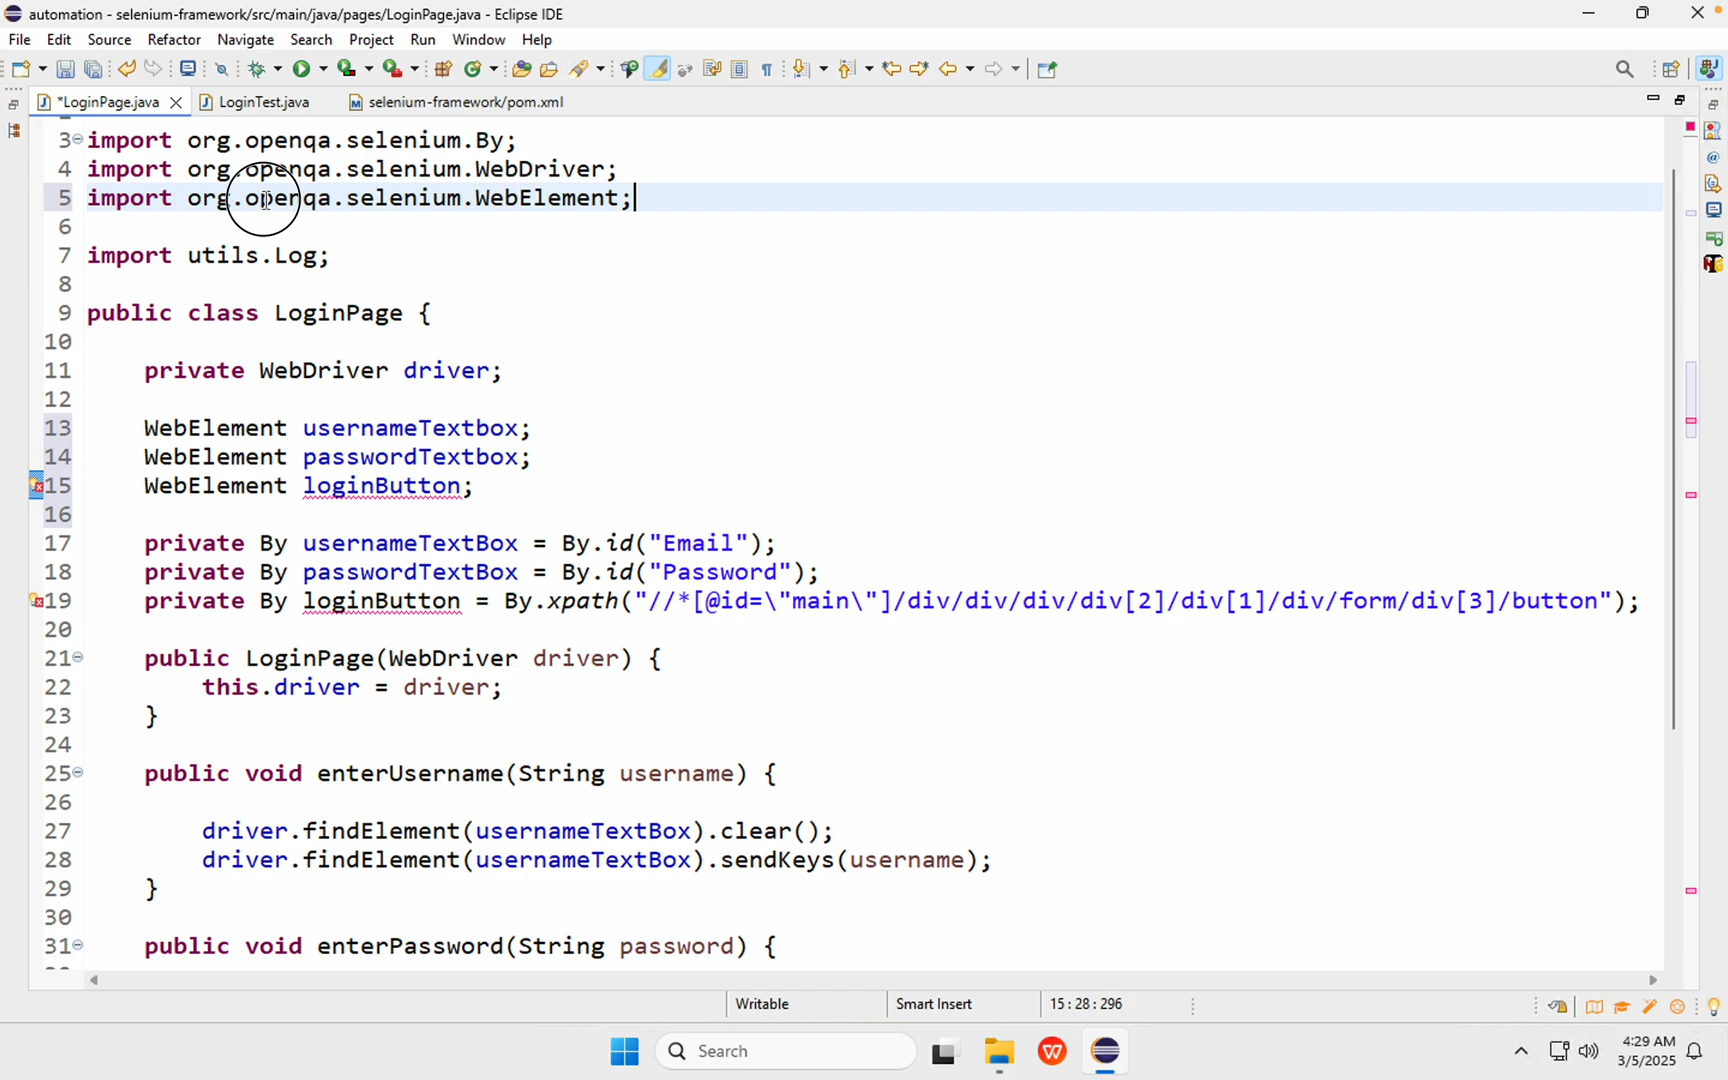 automation - selenium-framework/src/main/java/pages/LoginPage.java - Eclipse IDE
File Edit Source Refactor Navigate Search Project Run Window Help
*LoginPage.java LoginTest.java selenium-framework/pom.xml
3 import org.openqa.selenium.By;
4 import org.openqa.selenium.WebDriver;
5 import org.openqa.selenium.WebElement;
6
7 import utils.Log;
8
9 public class LoginPage {
10
11 private WebDriver driver;
12
13 WebElement usernameTextbox;
14 WebElement passwordTextbox;
15 WebElement loginButton;
16
17 private By usernameTextBox = By.id("Email");
18 private By passwordTextBox = By.id("Password");
19 private By loginButton = By.xpath("//*[@id=\"main\"]/div/div/div/div[2]/div[1]/div/form/div[3]/button");
20
21 public LoginPage(WebDriver driver) {
22 this.driver = driver;
23 }
24
25 public void enterUsername(String username) {
26
27 driver.findElement(usernameTextBox).clear();
28 driver.findElement(usernameTextBox).sendKeys(username);
29 }
30
31 public void enterPassword(String password) {
Writable Smart Insert 15 : 28 : 296
Search
4:29 AM
3/5/2025